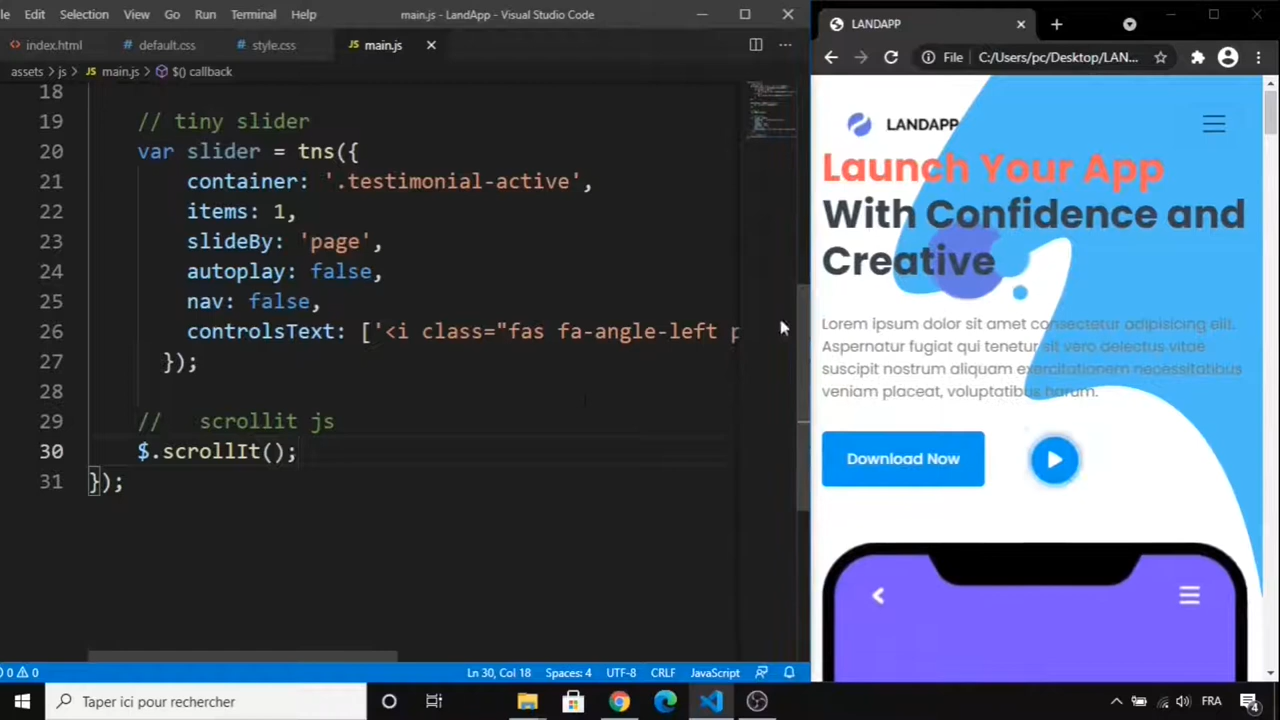 Edit Selection View Go Run Terminal Help main.js - LandApp - Visual Studio Code
index.html default.css style.css JS main.js
assets > js > JS main.js > $() callback
18
19 // tiny slider
20 var slider = tns({
21 container: '.testimonial-active',
22 items: 1,
23 slideBy: 'page',
24 autoplay: false,
25 nav: false,
26 controlsText: ['<i class="fas fa-angle-left p
27 });
28
29 // scrollit js
30 $.scrollIt();
31 });
0 0 Ln 30, Col 18 Spaces: 4 UTF-8 CRLF JavaScript
LANDAPP
File C:/Users/pc/Desktop/LAN...
LANDAPP
Launch Your App
With Confidence and
Creative
Lorem ipsum dolor sit amet consectetur adipisicing elit.
Aspernatur fugiat qui tenetur sit vero delectus vitae
suscipit nostrum aliquam exercitationem necessitatibus
veniam placeat, voluptatibus harum.
Download Now
Taper ici pour rechercher FRA 4